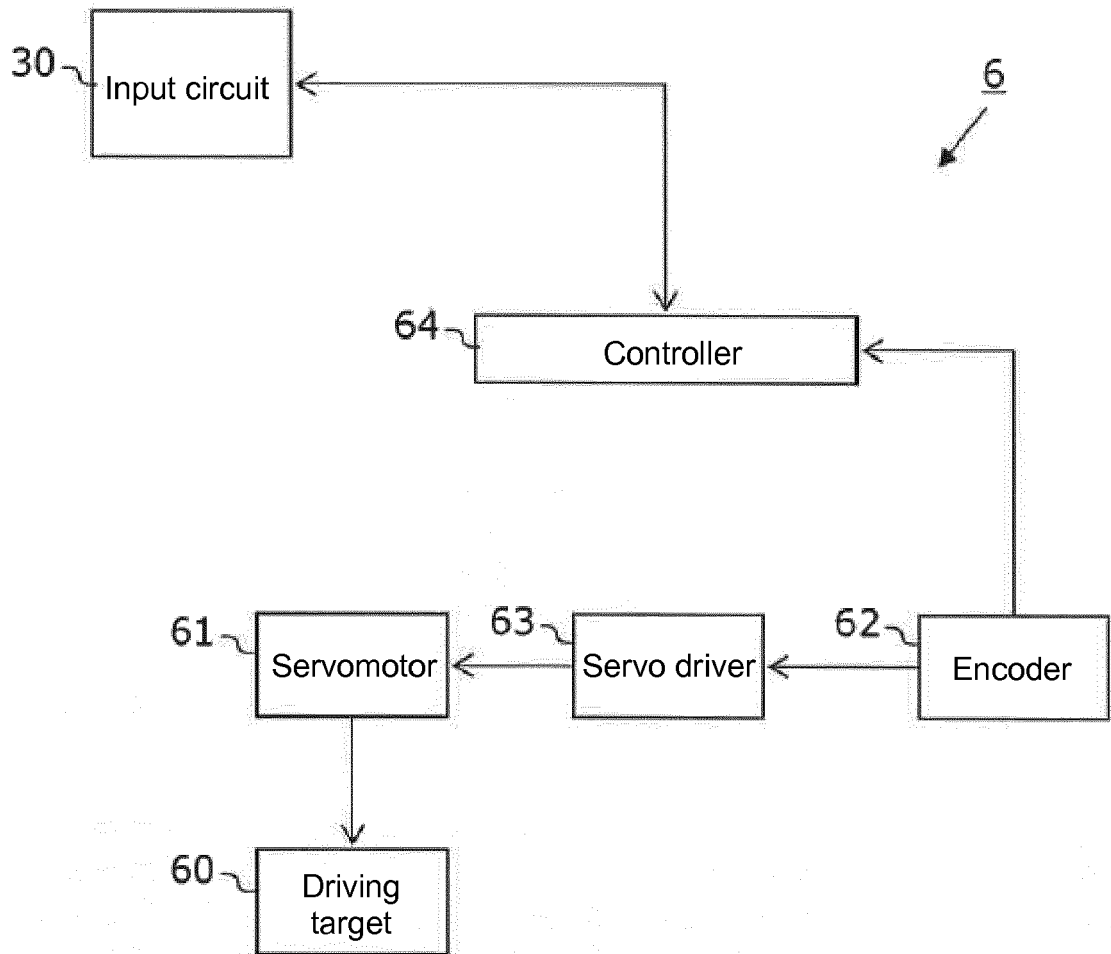 30
Input circuit
6
64
Controller
61
Servomotor
63
Servo driver
62
Encoder
60
Driving
target